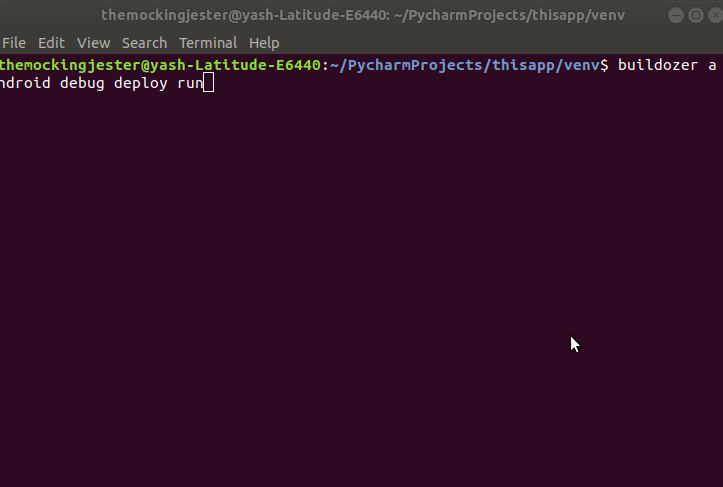 themockingjester@yash-Latitude-E6440: ~/PycharmProjects/thisapp/venv
File Edit View Search Terminal Help
themockingjester@yash-Latitude-E6440:~/PycharmProjects/thisapp/venv$ buildozer a
ndroid debug deploy run